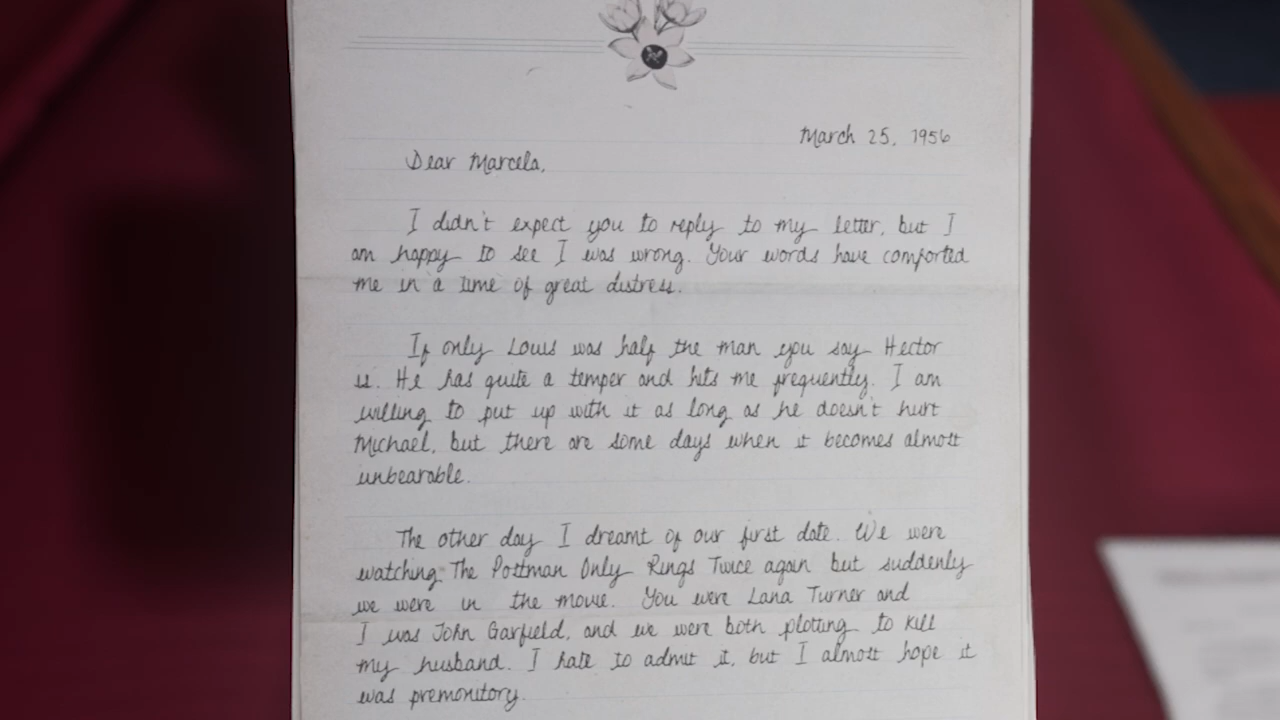 March 25, 1956
Dear Marcela,
I didn't expect you to reply to my letter, but I
am happy to see I was wrong. Your words have comforted
me in a time of great distress.
If only Louis was half the man you say Hector
is. He has quite a temper and hits me frequently. I am
willing to put up with it as long as he doesn't hurt
Michael, but there are some days when it becomes almost
unbearable.
The other day I dreamt of our first date. We were
watching The Postman Only Rings Twice again but suddenly
we were in the movie. You were Lana Turner and
I was John Garfield, and we were both plotting to kill
my husband. I hate to admit it, but I almost hope it
was premonitory.